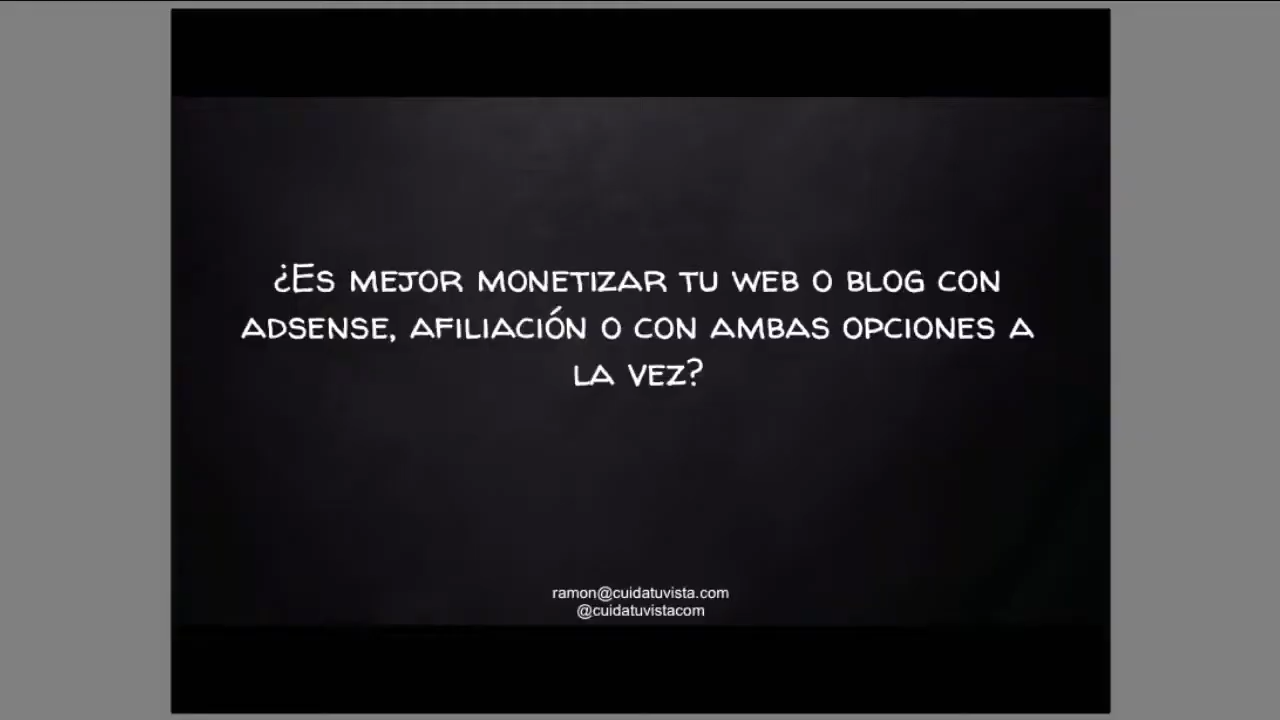 ¿Es mejor monetizar tu web o blog con
adsense, afiliación o con ambas opciones a
la vez?
ramon@cuidatuvista.com
@cuidatuvistacom